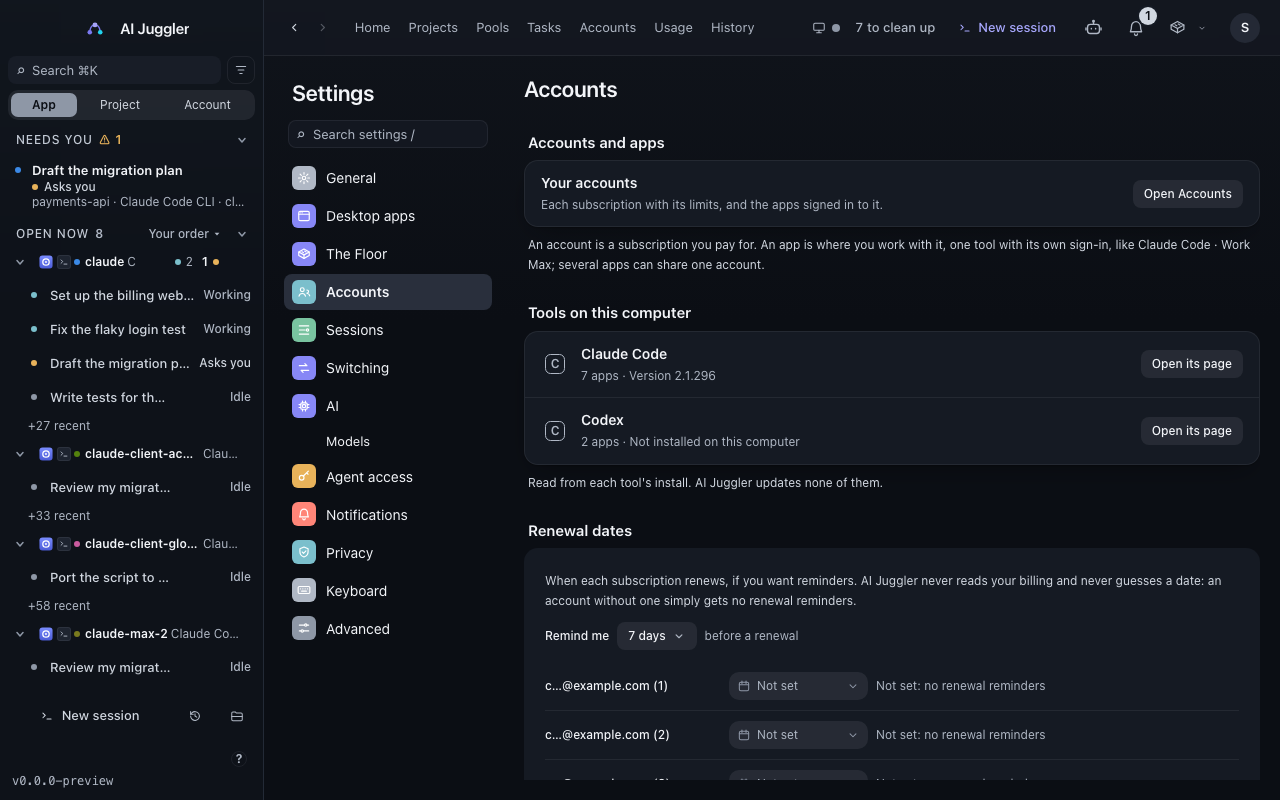 AI Juggler
Search ⌘K
App Project Account
NEEDS YOU 1
Draft the migration plan
Asks you
payments-api · Claude Code CLI · cl…
OPEN NOW 8 Your order
claude C 2 1
Set up the billing web… Working
Fix the flaky login test Working
Draft the migration p… Asks you
Write tests for th… Idle
+27 recent
claude-client-ac… Clau…
Review my migrat… Idle
+33 recent
claude-client-glo… Clau…
Port the script to … Idle
+58 recent
claude-max-2 Claude Co…
Review my migrat… Idle
New session
?
v0.0.0-preview
Home Projects Pools Tasks Accounts Usage History
7 to clean up New session 1 S
Settings
Search settings /
General
Desktop apps
The Floor
Accounts
Sessions
Switching
AI
Models
Agent access
Notifications
Privacy
Keyboard
Advanced
Accounts
Accounts and apps
Your accounts
Each subscription with its limits, and the apps signed in to it.
Open Accounts
An account is a subscription you pay for. An app is where you work with it, one tool with its own sign-in, like Claude Code · Work
Max; several apps can share one account.
Tools on this computer
C Claude Code
7 apps · Version 2.1.296
Open its page
C Codex
2 apps · Not installed on this computer
Open its page
Read from each tool's install. AI Juggler updates none of them.
Renewal dates
When each subscription renews, if you want reminders. AI Juggler never reads your billing and never guesses a date: an
account without one simply gets no renewal reminders.
Remind me 7 days before a renewal
c…@example.com (1) Not set Not set: no renewal reminders
c…@example.com (2) Not set Not set: no renewal reminders